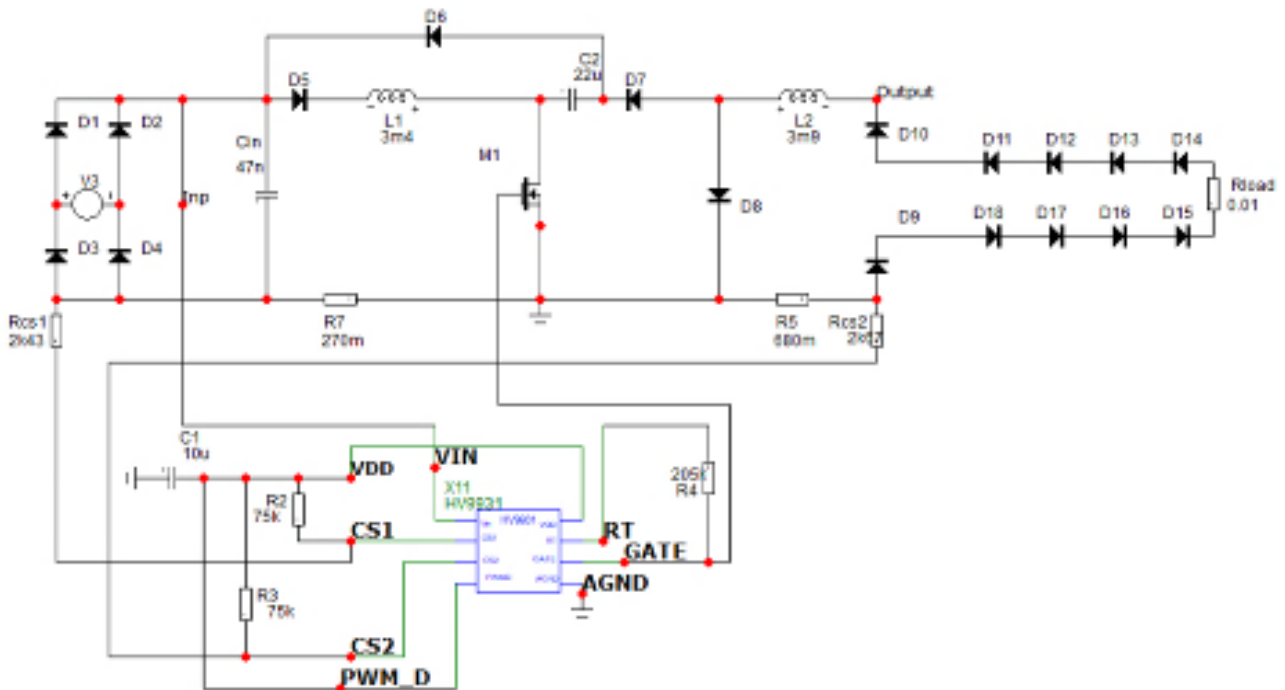 D6
C2
22u
D5
D7
L1
3m4
L2
3m9
Output
D1
D2
Cin
47n
M1
D10
D11
D12
D13
D14
V3
Inp
D8
Rload
0.01
D3
D4
D9
D18
D17
D16
D15
Rcs1
2k43
R7
270m
R5
680m
Rcs2
C1
10u
VDD
VIN
X11
HV9931
205k
R4
R2
75k
CS1
RT
GATE
AGND
R3
75k
CS2
PWM_D